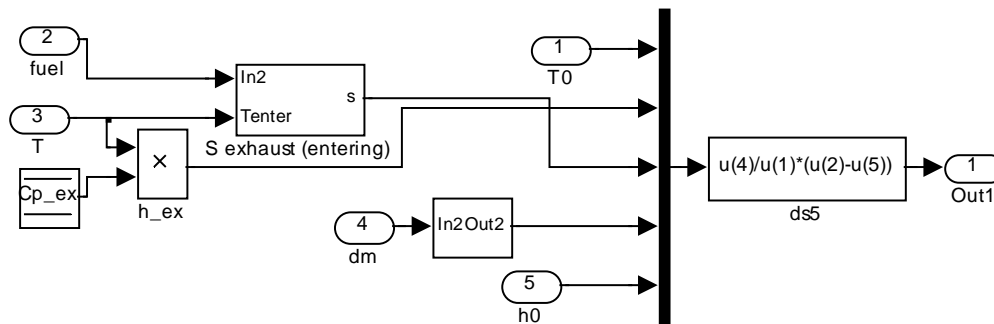 2
fuel
3
T
Cp_ex
×
h_ex
In2
Tenter
s
S exhaust (entering)
1
T0
4
dm
In2Out2
5
h0
u(4)/u(1)*(u(2)-u(5))
ds5
1
Out1